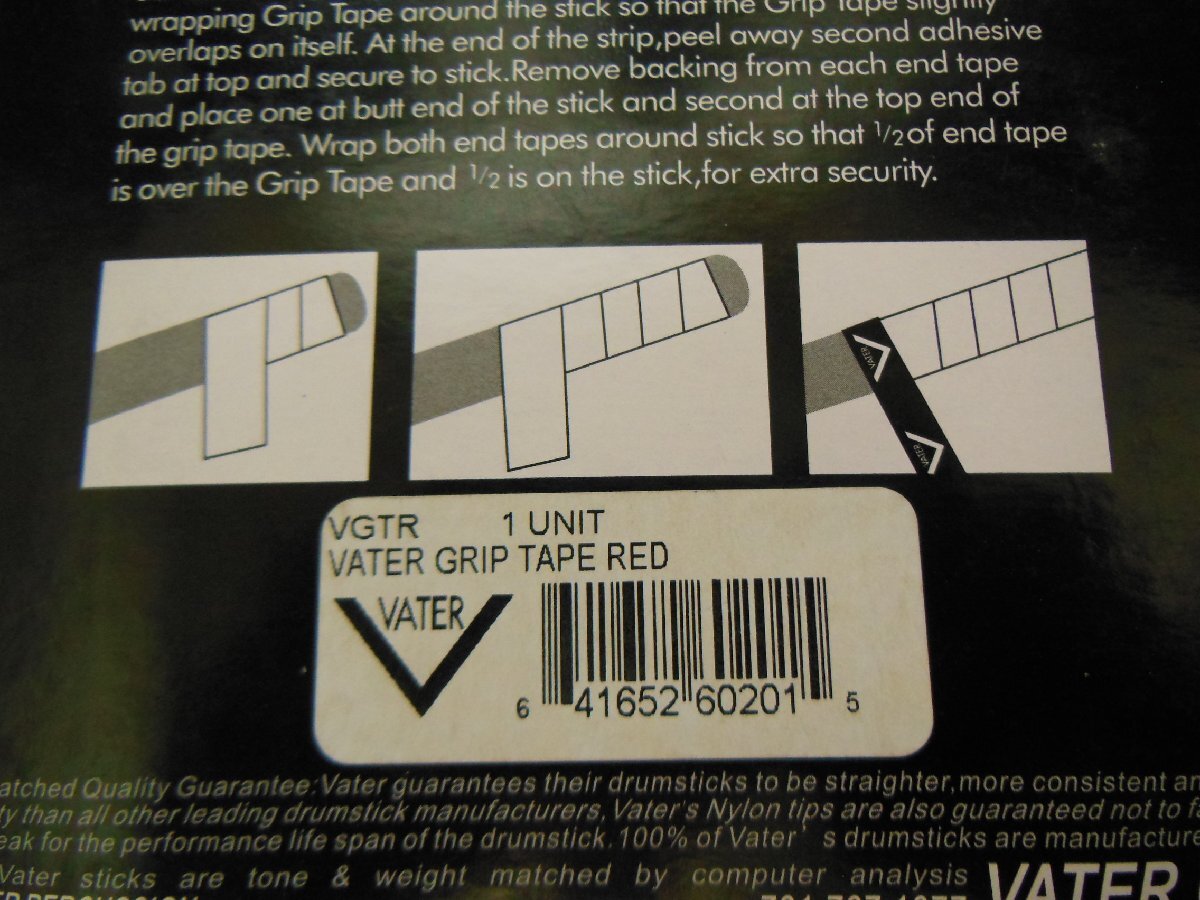 wrapping Grip Tape around the stick so that the Grip Tape slightly
overlaps on itself. At the end of the strip,peel away second adhesive
tab at top and secure to stick.Remove backing from each end tape
and place one at butt end of the stick and second at the top end of
the grip tape. Wrap both end tapes around stick so that 1/2 of end tape
is over the Grip Tape and 1/2 is on the stick,for extra security.
VATER
VATER
VGTR 1 UNIT
VATER GRIP TAPE RED
VATER
6 41652 60201 5
atched Quality Guarantee:Vater guarantees their drumsticks to be straighter,more consistent an
ty than all other leading drumstick manufacturers, Vater's Nylon tips are also guaranteed not to fa
eak for the performance life span of the drumstick.100% of Vater's drumsticks are manufacture
Vater sticks are tone & weight matched by computer analysis VATER